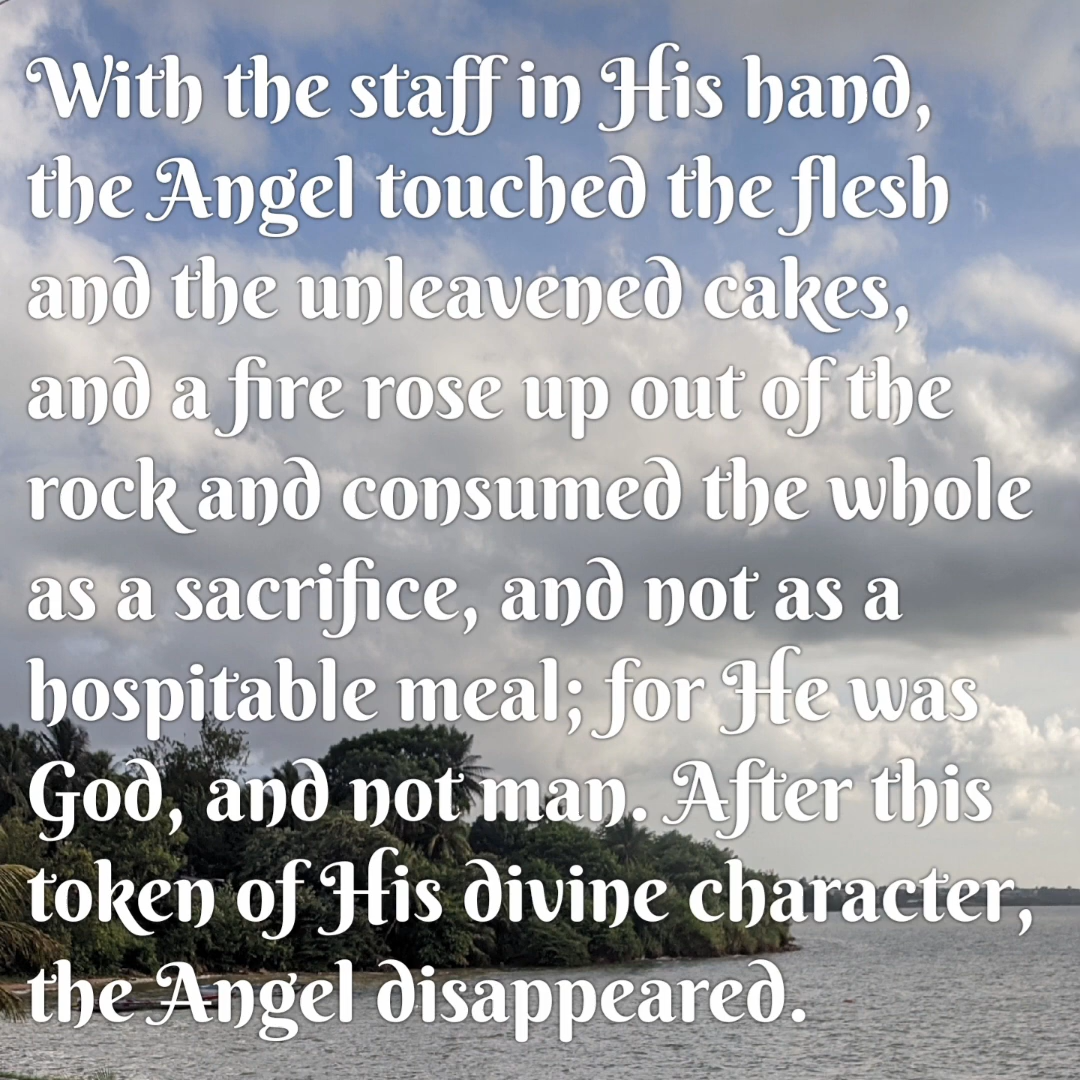 With the staff in His hand,
the Angel touched the flesh
and the unleavened cakes,
and a fire rose up out of the
rock and consumed the whole
as a sacrifice, and not as a
hospitable meal; for He was
God, and not man. After this
token of His divine character,
the Angel disappeared.